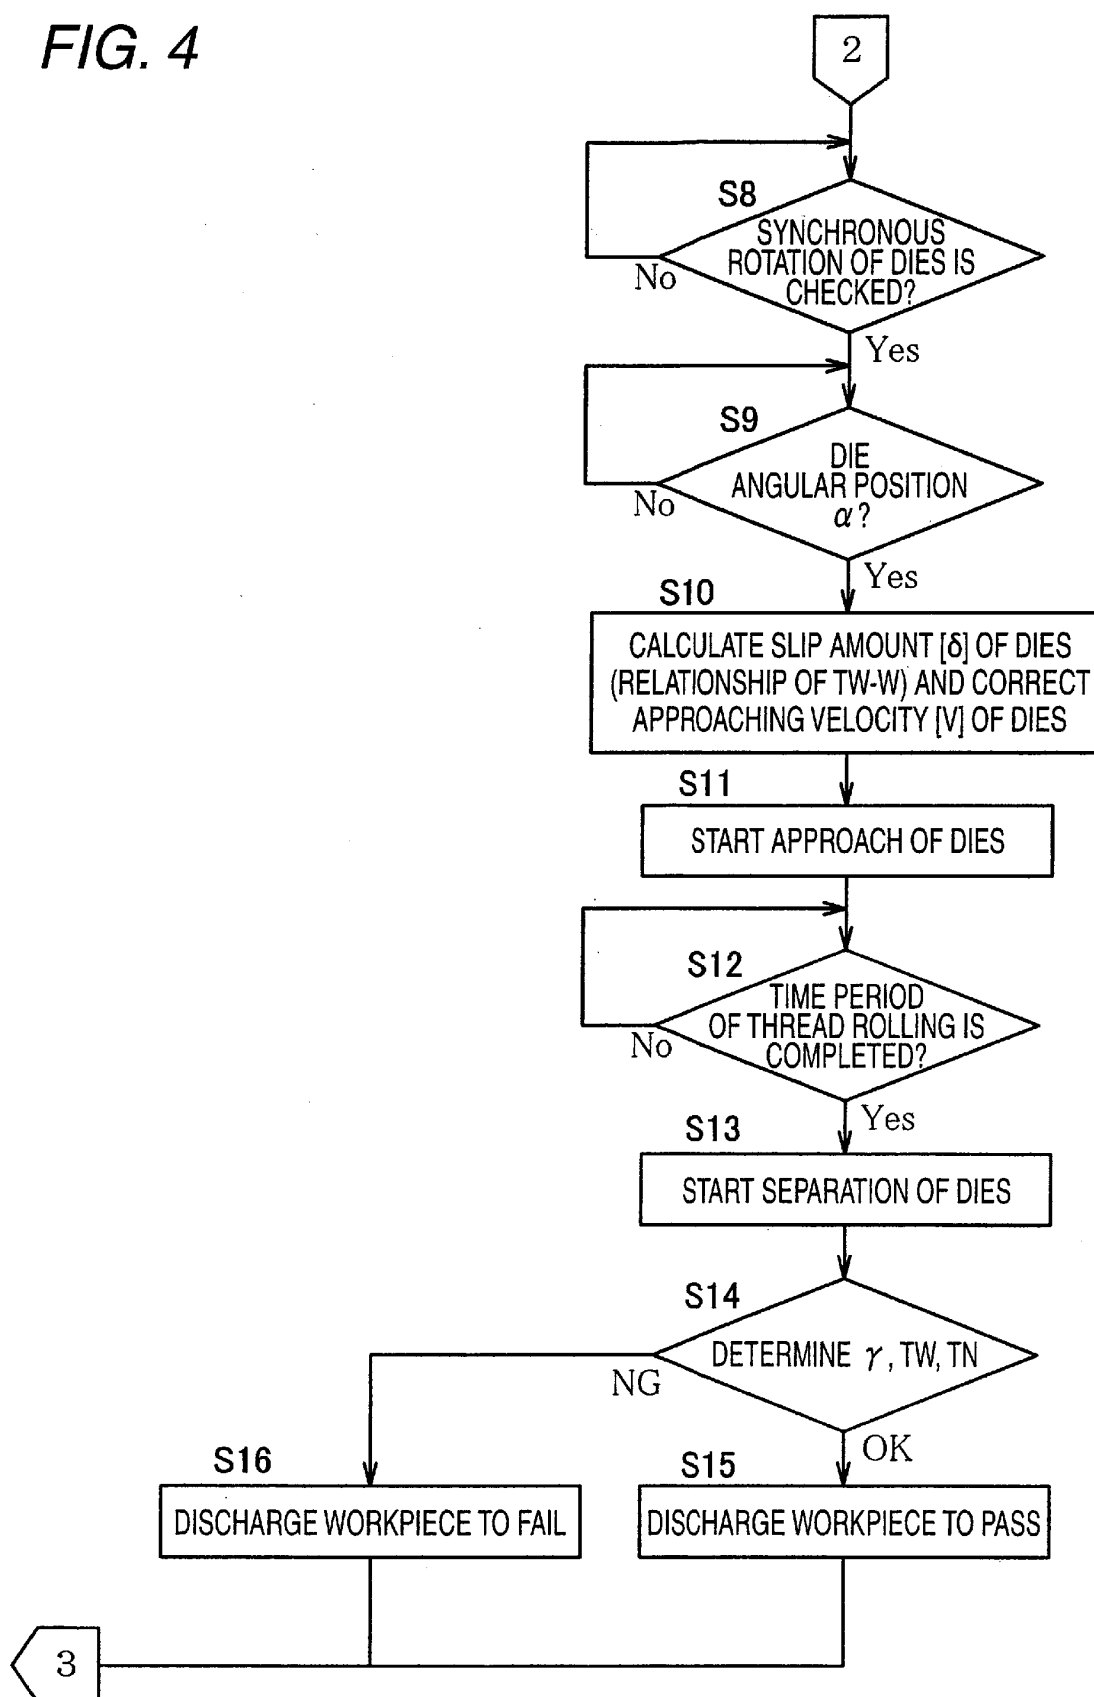 FIG. 4
2
S8
SYNCHRONOUS
ROTATION OF DIES IS
CHECKED?
No
Yes
S9
DIE
ANGULAR POSITION
α?
No
Yes
S10
CALCULATE SLIP AMOUNT [δ] OF DIES
(RELATIONSHIP OF TW-W) AND CORRECT
APPROACHING VELOCITY [V] OF DIES
S11
START APPROACH OF DIES
S12
TIME PERIOD
OF THREAD ROLLING IS
COMPLETED?
No
Yes
S13
START SEPARATION OF DIES
S14
DETERMINE γ, TW, TN
NG
OK
S16
DISCHARGE WORKPIECE TO FAIL
S15
DISCHARGE WORKPIECE TO PASS
3